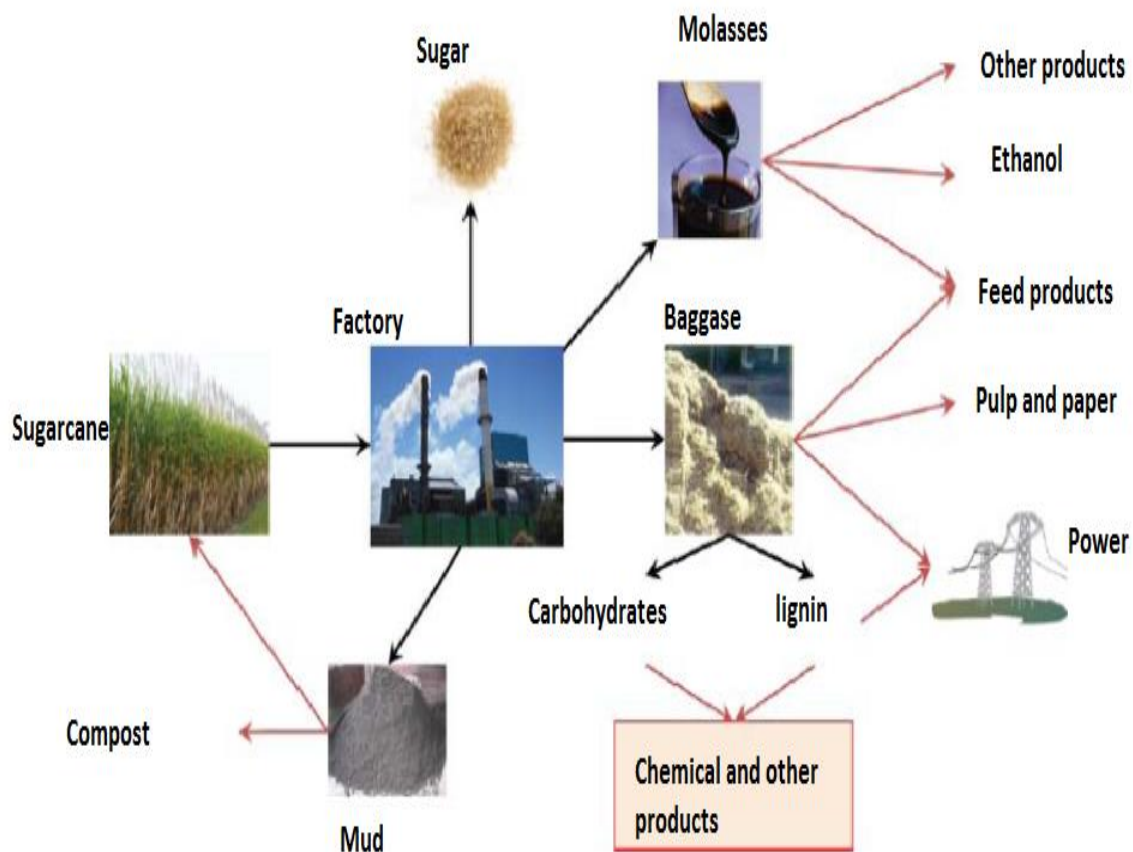 Molasses
Sugar
Other products
Ethanol
Feed products
Factory
Baggase
Pulp and paper
Sugarcane
Power
Carbohydrates
lignin
Compost
Chemical and other
products
Mud